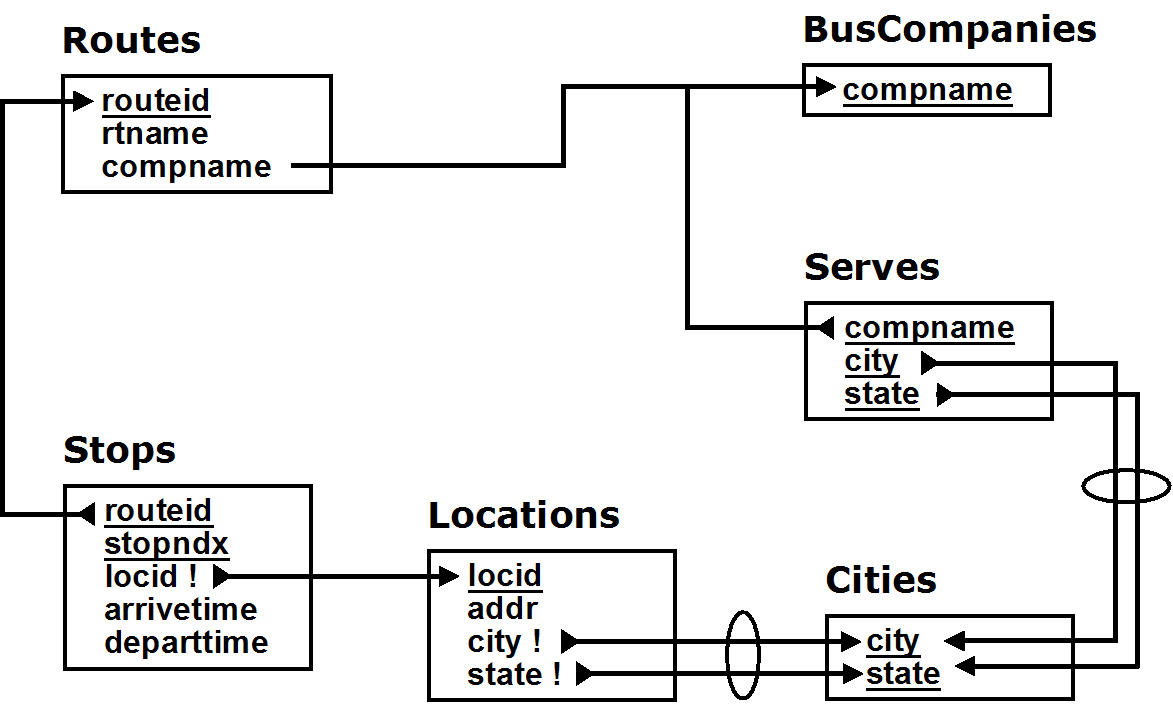 Routes
routeid
rtname
compname
BusCompanies
compname
Serves
compname
city
state
Stops
routeid
stopndx
locid !
arrivetime
departtime
Locations
locid
addr
city !
state !
Cities
city
state